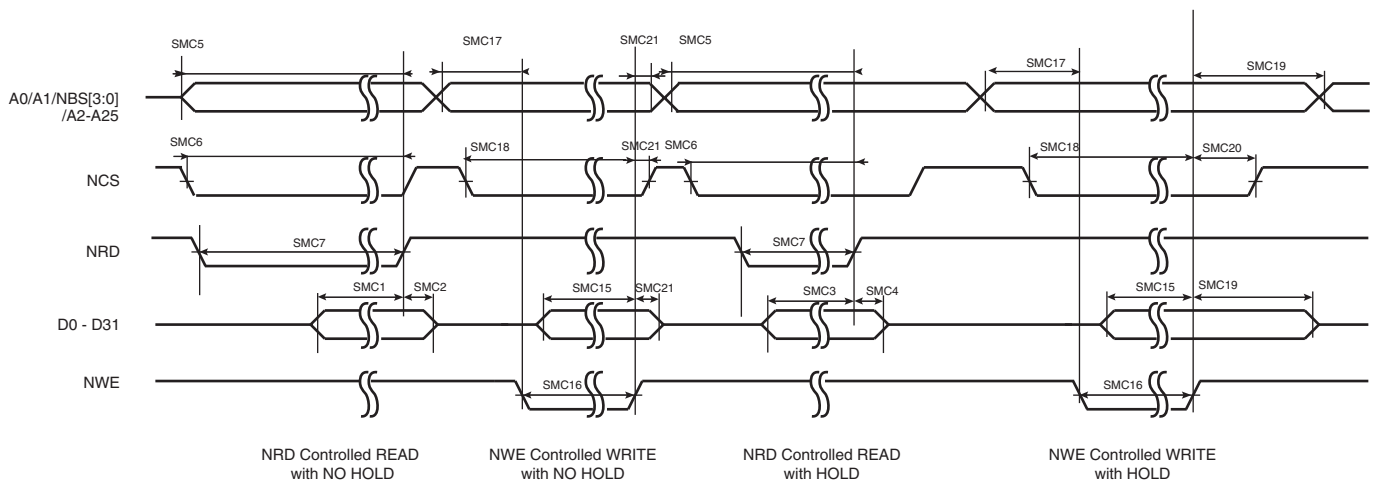 SMC5 SMC17 SMC21 SMC5 SMC17 SMC19
A0/A1/NBS[3:0]
/A2-A25
SMC6 SMC18 SMC21 SMC6 SMC18 SMC20
NCS
SMC7 SMC7
NRD
SMC1 SMC2 SMC15 SMC21 SMC3 SMC4 SMC15 SMC19
D0 - D31
NWE
SMC16 SMC16
NRD Controlled READ
with NO HOLD
NWE Controlled WRITE
with NO HOLD
NRD Controlled READ
with HOLD
NWE Controlled WRITE
with HOLD